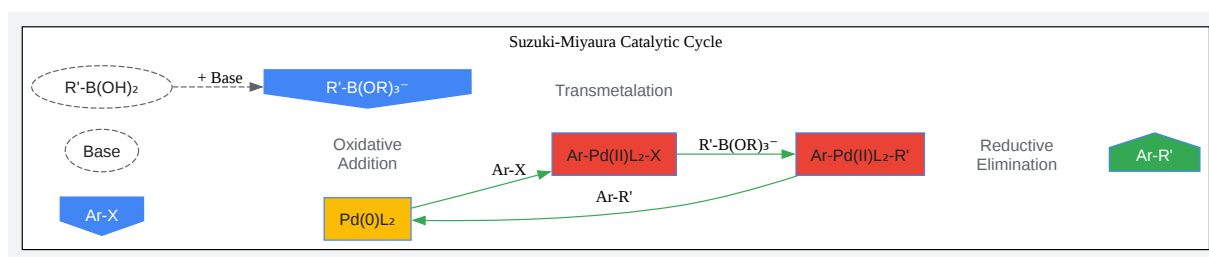 Suzuki-Miyaura Catalytic Cycle
R'-B(OH)₂
+ Base
R'-B(OR)₃⁻
Transmetalation
Base
Oxidative
Addition
Ar-X
Ar-Pd(II)L₂-X
R'-B(OR)₃⁻
Ar-Pd(II)L₂-R'
Reductive
Elimination
Ar-R'
Ar-X
Pd(0)L₂
Ar-R'